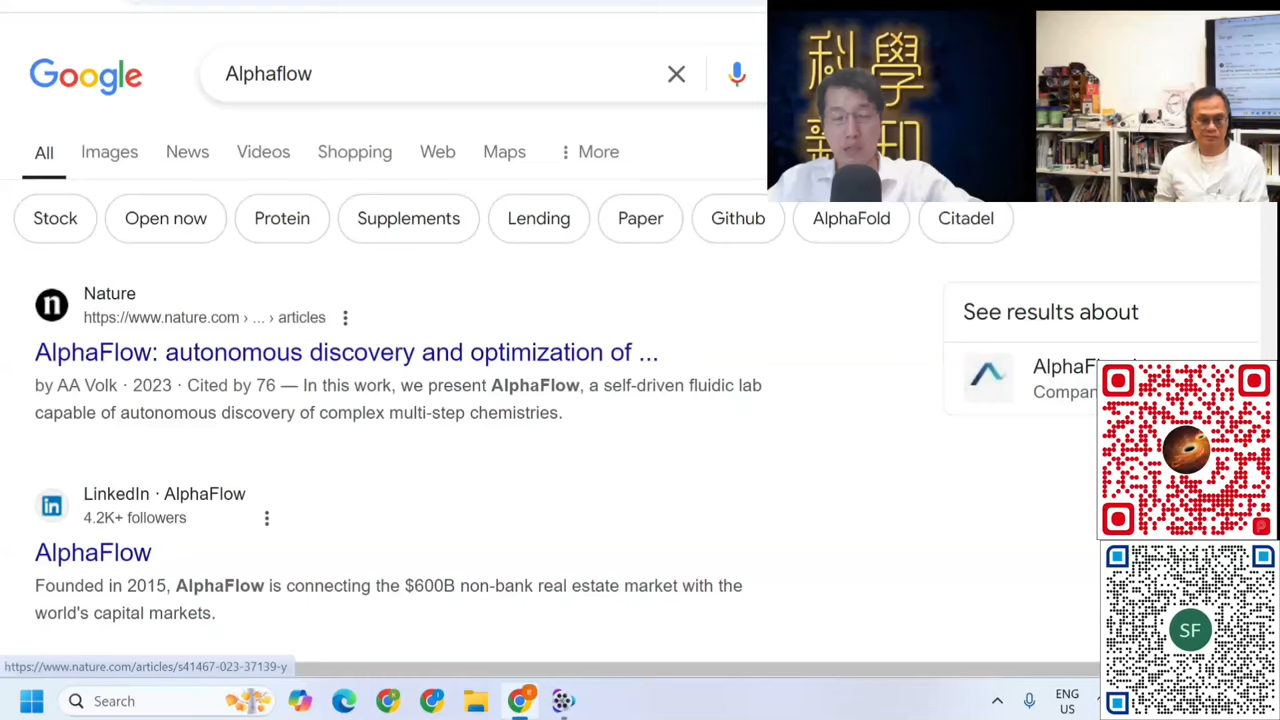 Google
Alphaflow
科學
新知
All
Images
News
Videos
Shopping
Web
Maps
More
Stock
Open now
Protein
Supplements
Lending
Paper
Github
AlphaFold
Citadel
Nature
https://www.nature.com › ... › articles
AlphaFlow: autonomous discovery and optimization of ...
by AA Volk · 2023 · Cited by 76 — In this work, we present AlphaFlow, a self-driven fluidic lab
capable of autonomous discovery of complex multi-step chemistries.
See results about
LinkedIn · AlphaFlow
4.2K+ followers
AlphaFlow
Founded in 2015, AlphaFlow is connecting the $600B non-bank real estate market with the
world's capital markets.
SF
https://www.nature.com/articles/s41467-023-37139-y
Search
ENG
US